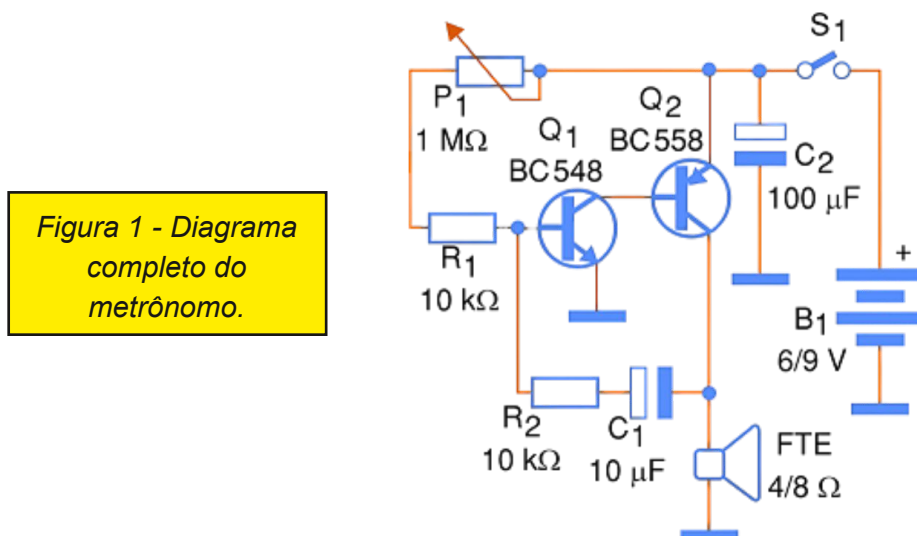 Figura 1 - Diagrama
completo do
metrônomo.
S1
P1
1 MΩ
Q1
BC548
Q2
BC558
C2
100 µF
R1
10 kΩ
+
B1
6/9 V
R2
10 kΩ
C1
10 µF
FTE
4/8 Ω